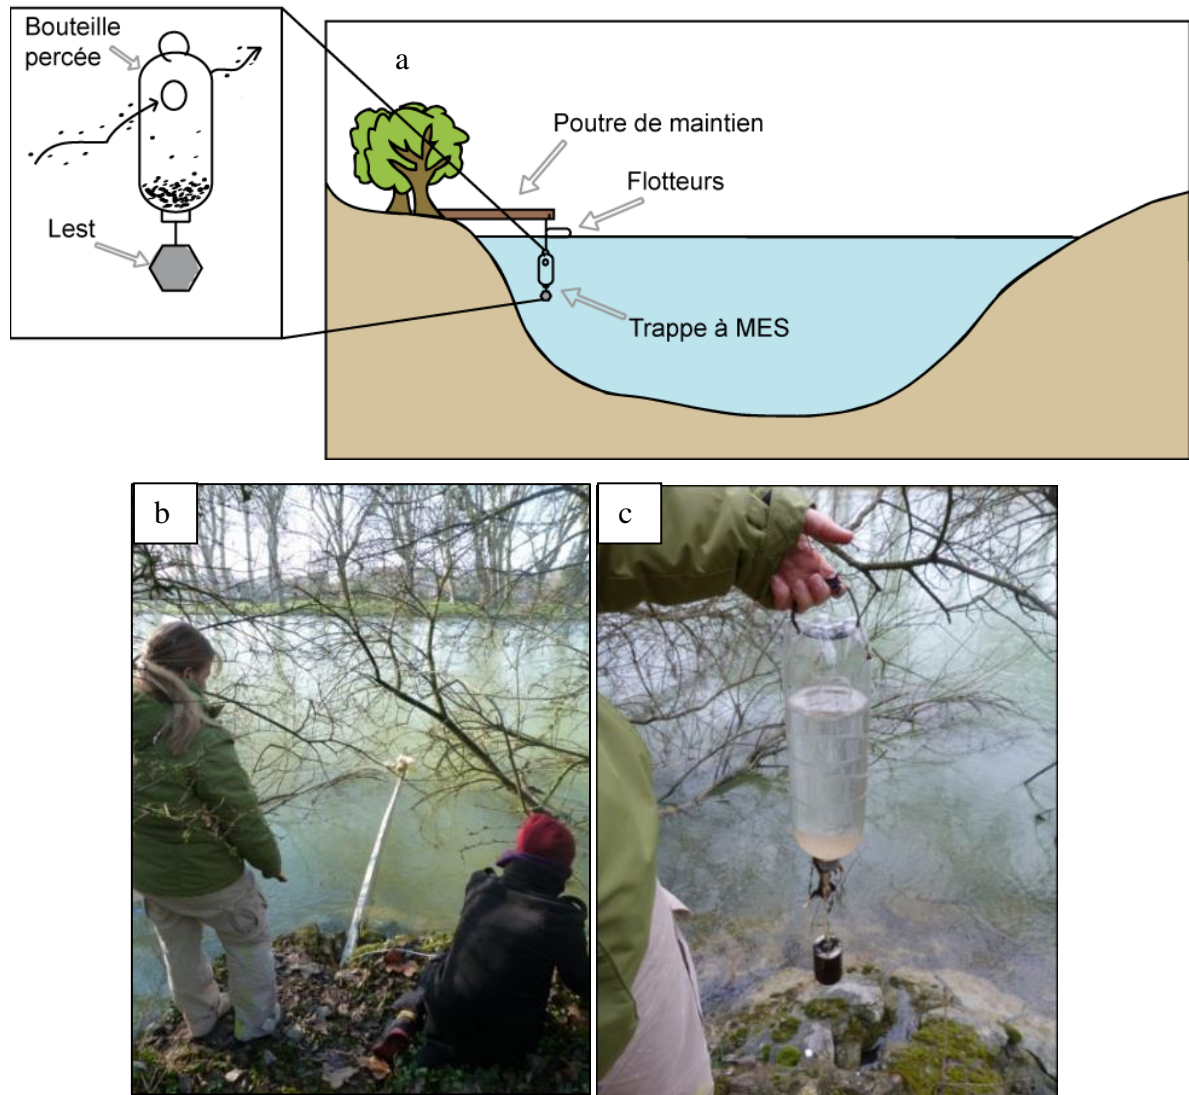 Bouteille
percée
Lest
a
Poutre de maintien
Flotteurs
Trappe à MES
b
c